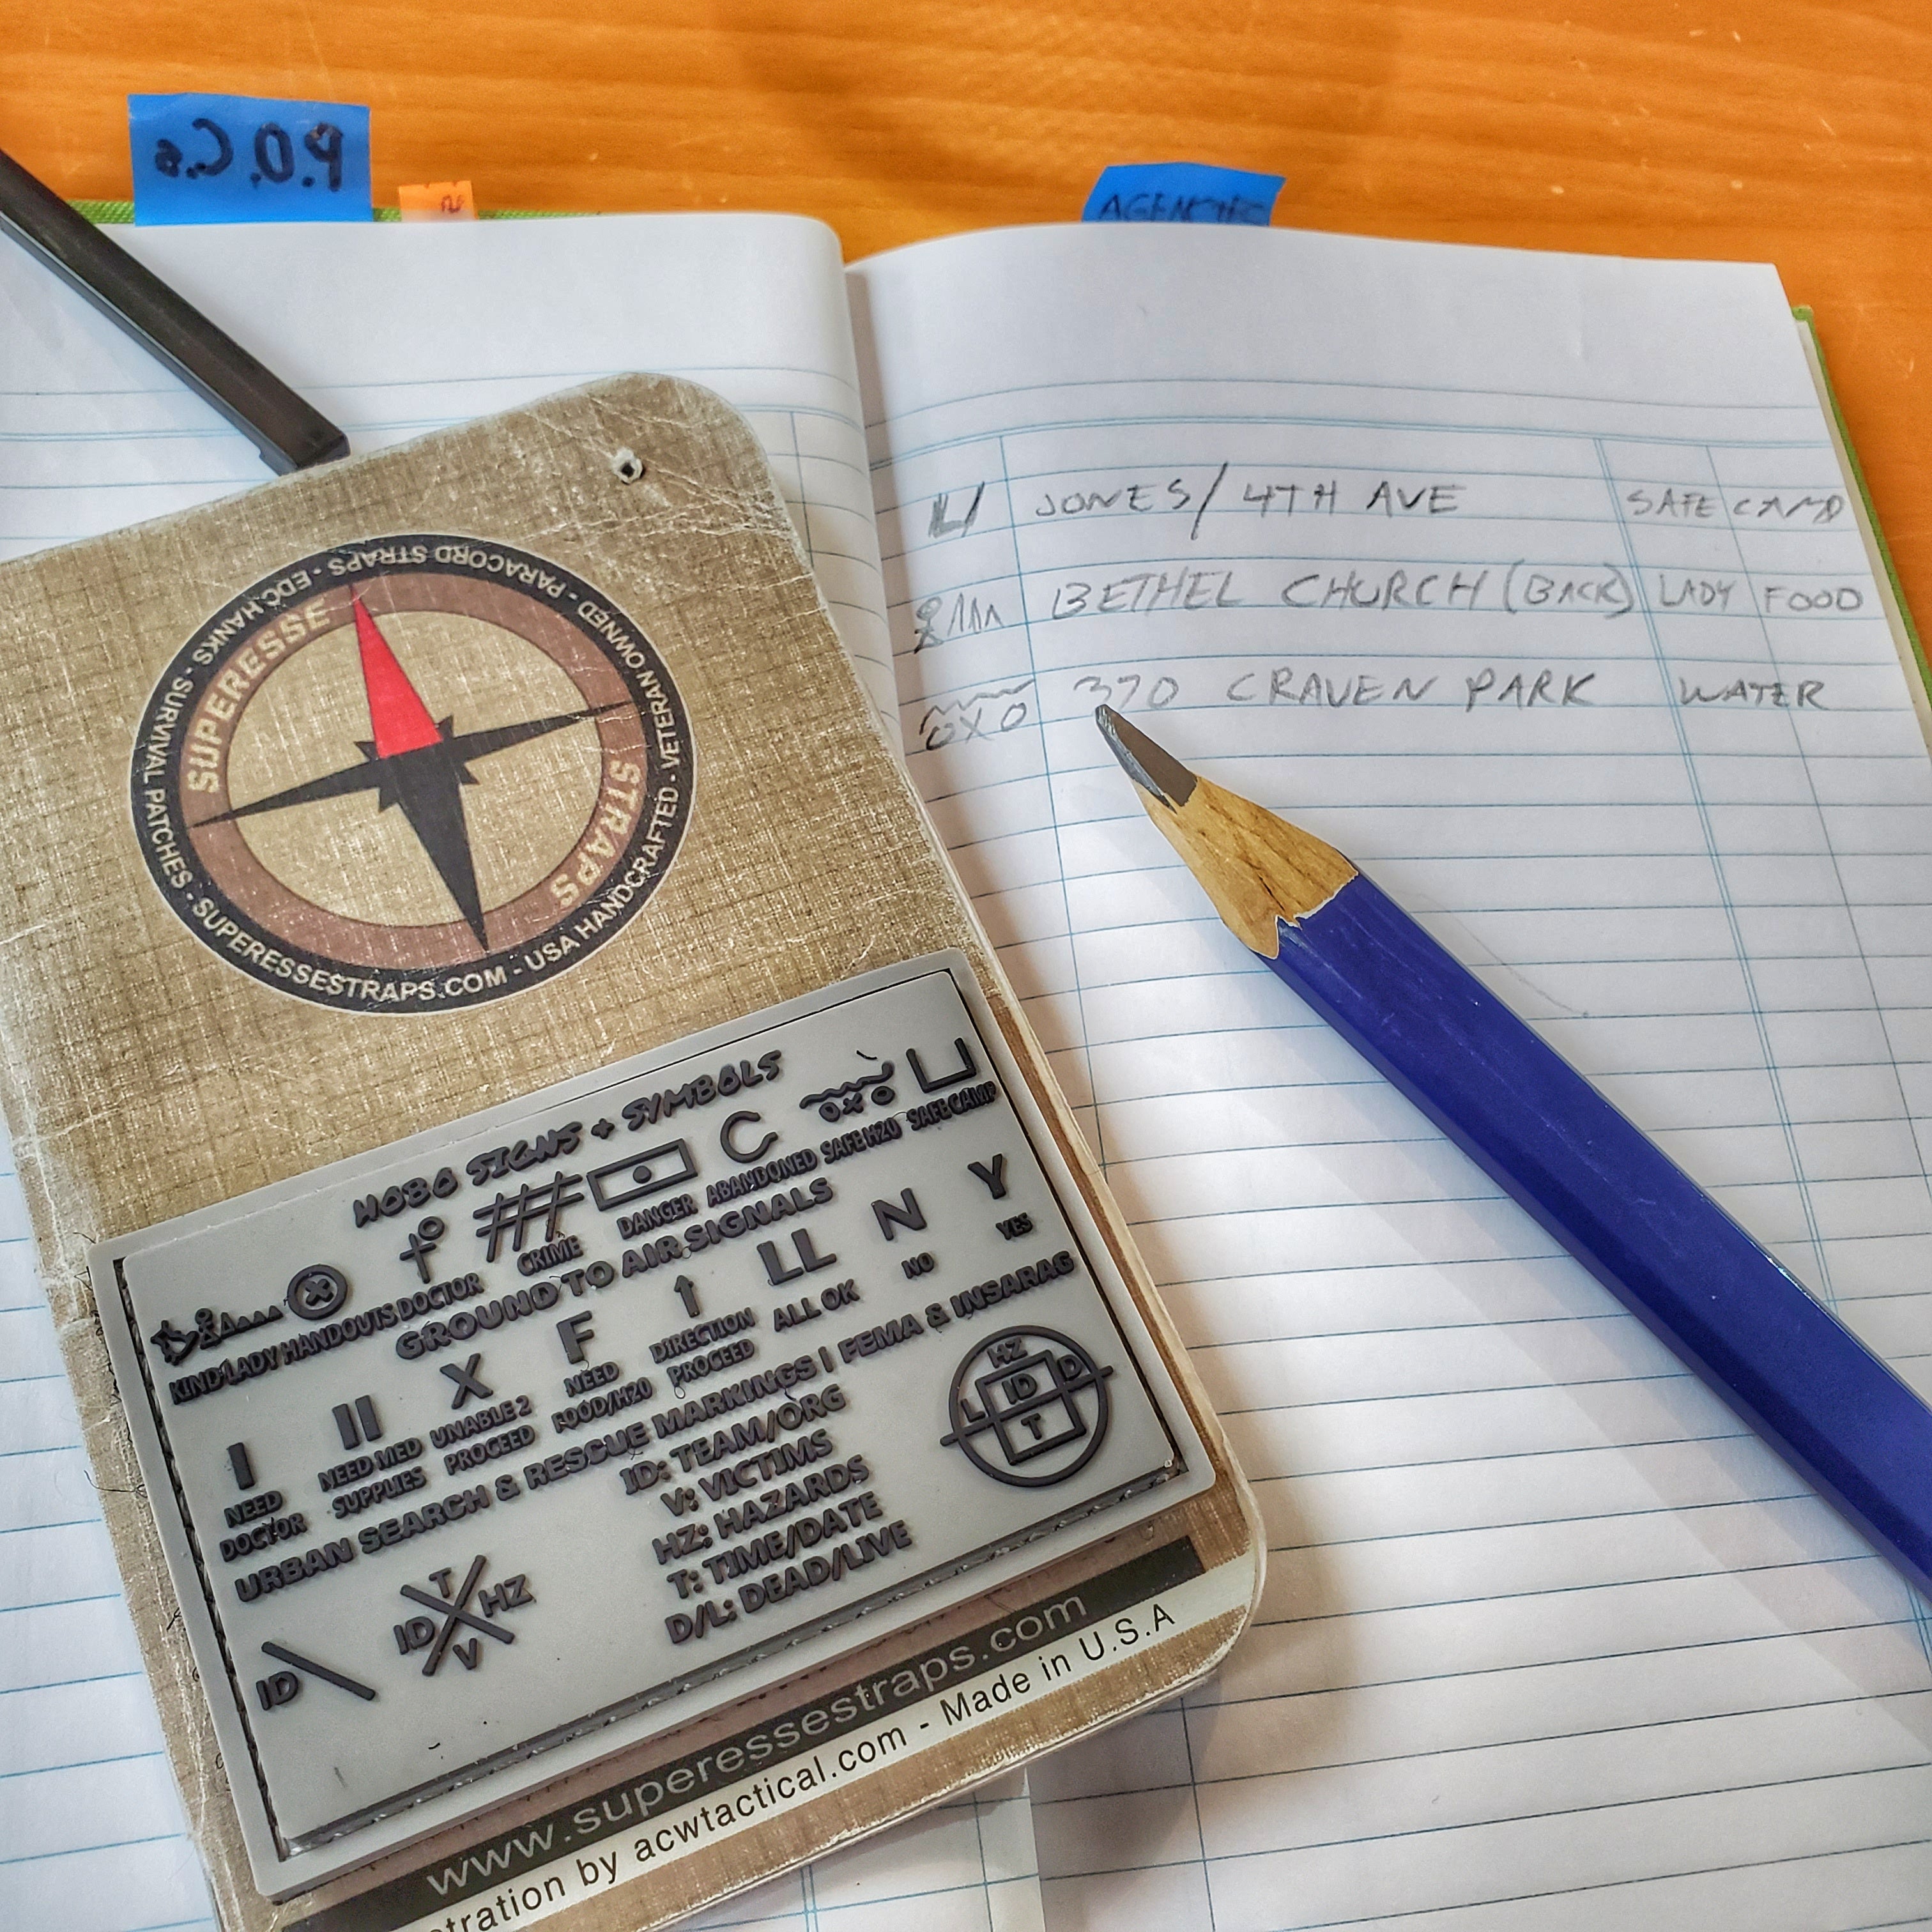 P.O.C.s
AGENCIES
JONES/ 4TH AVE SAFE CAMP
BETHEL CHURCH (BACK) LADY FOOD
370 CRAVEN PARK WATER
SUPERESSE STRAPS
SUPERESSESTRAPS.COM - USA HANDCRAFTED - VETERAN OWNED - PARACORD STRAPS - EDC HANKS - SURVIVAL PATCHES -
HOBO SIGNS + SYMBOLS
KIND LADY HANDOUTS DOCTOR CRIME DANGER ABANDONED SAFE H2O SAFE CAMP
GROUND TO AIR SIGNALS
I II X F ↑ LL N Y
NEED DOCTOR
NEED MED SUPPLIES
UNABLE 2 PROCEED
NEED FOOD/H2O
DIRECTION PROCEED
ALL OK
NO
YES
URBAN SEARCH & RESCUE MARKINGS | FEMA & INSARAG
ID
T
ID HZ
V
ID: TEAM/ORG
V: VICTIMS
HZ: HAZARDS
T: TIME/DATE
D/L: DEAD/LIVE
HZ
L ID D
T
www.superessestraps.com
stration by acwtactical.com - Made in U.S.A